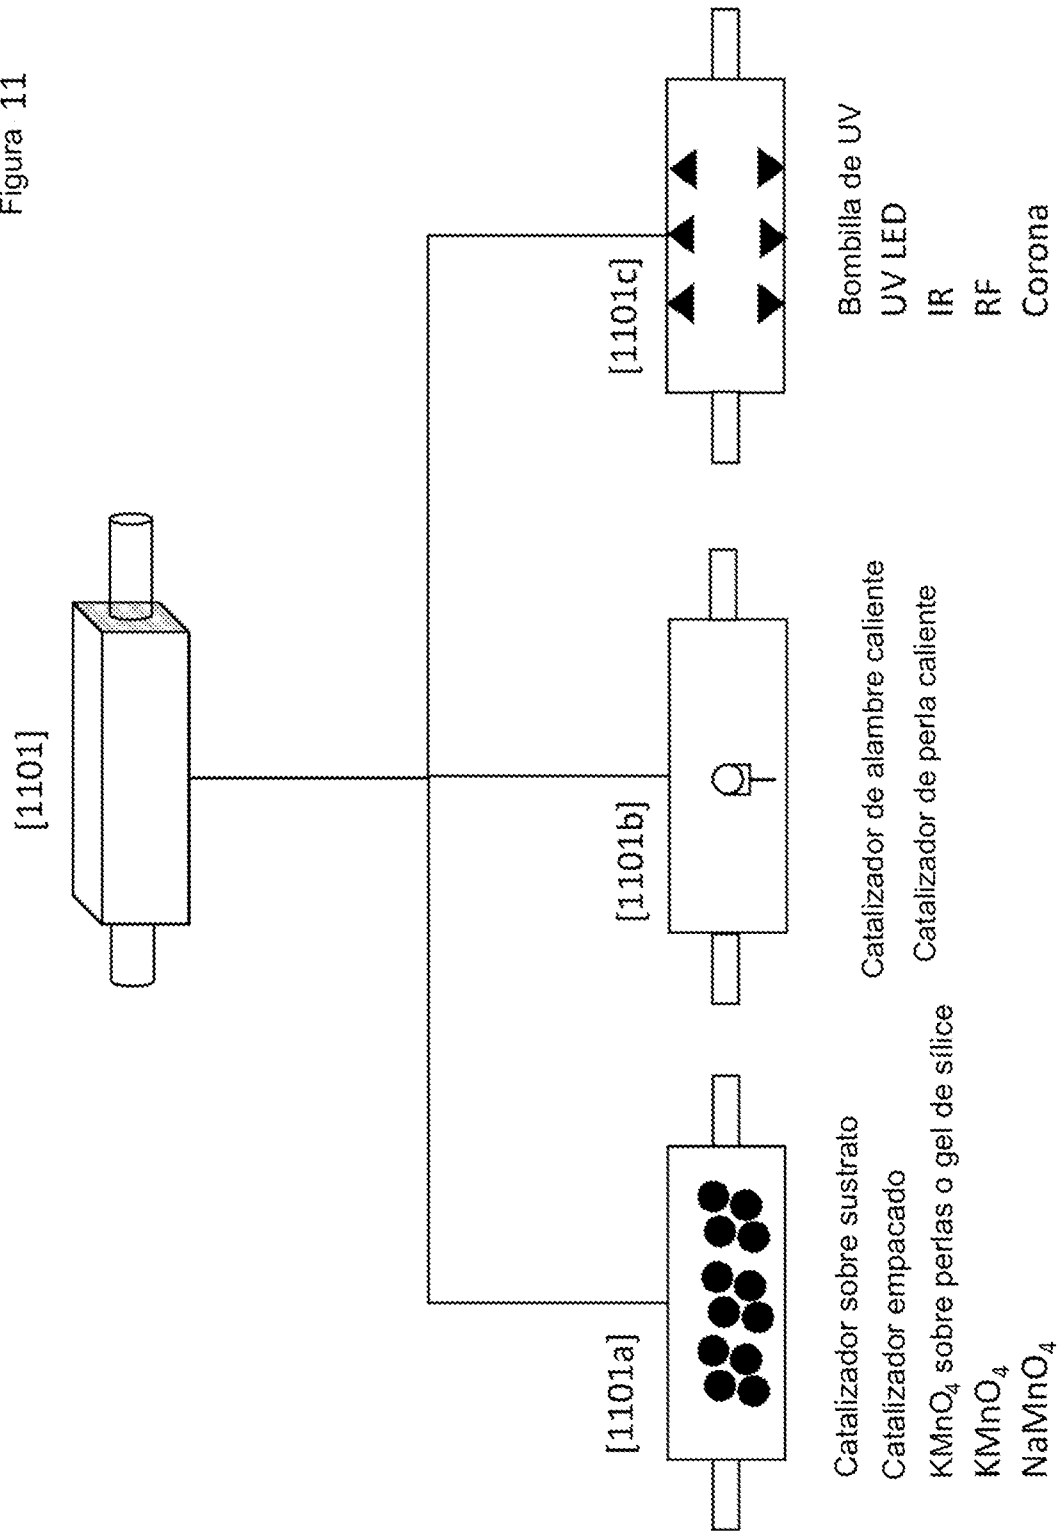 Figura 11
[1101]
[1101a]
[1101b]
[1101c]
Catalizador sobre sustrato
Catalizador empacado
KMnO₄ sobre perlas o gel de sílice
KMnO₄
NaMnO₄
Catalizador de alambre caliente
Catalizador de perla caliente
Bombilla de UV
UV LED
IR
RF
Corona